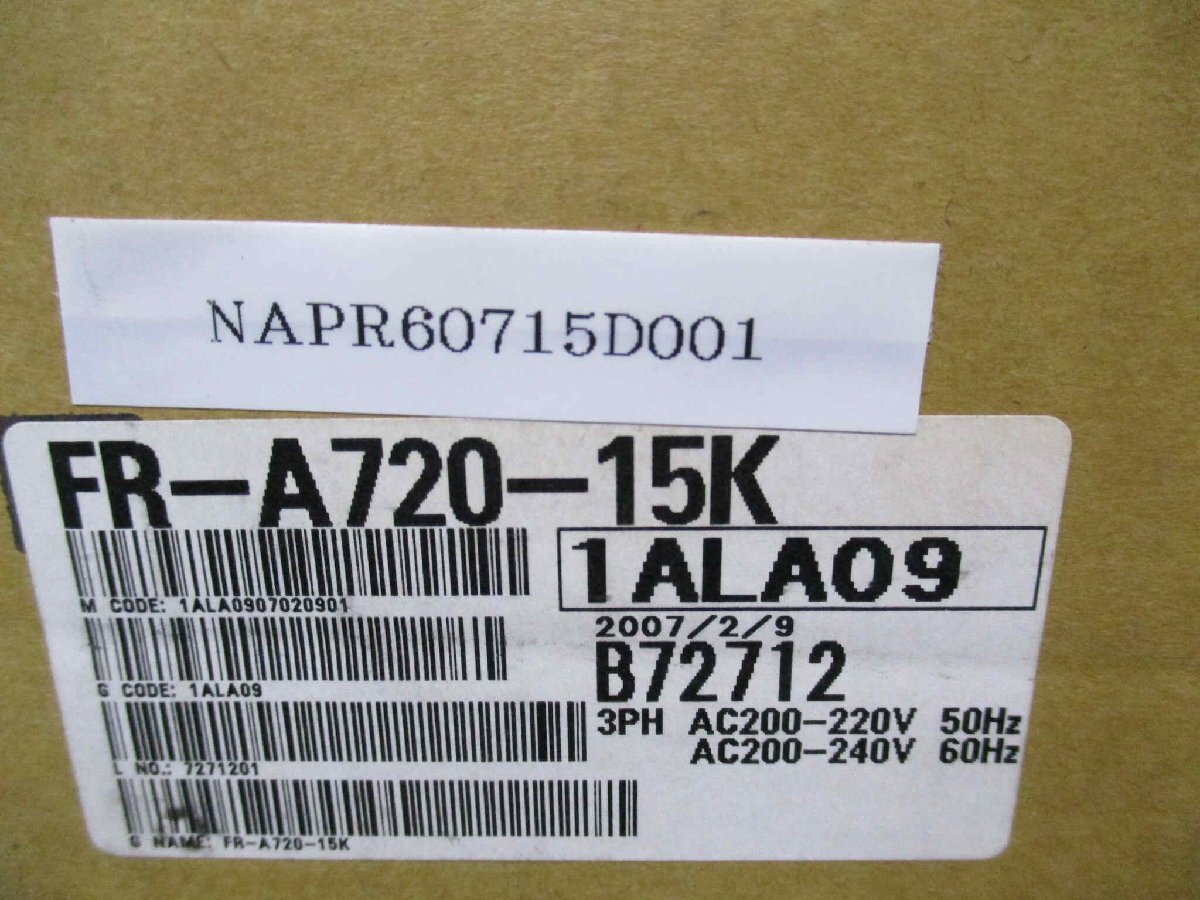 NAPR60715D001
FR-A720-15K
1ALA09
M CODE: 1ALA0907020901
2007/2/9
B72712
G CODE: 1ALA09
3PH AC200-220V 50Hz
AC200-240V 60Hz
L NO.: 7271201
G NAME: FR-A720-15K